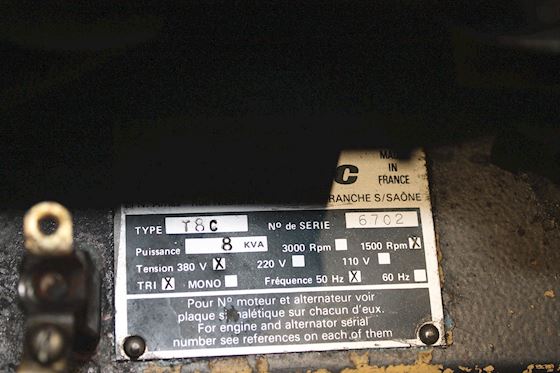 C MADE
IN
FRANCE
FRANCHE S/SAÔNE
TYPE T8C Nº de SERIE 6702
Puissance 8 KVA 3000 Rpm 1500 Rpm X
Tension 380 V X 220 V 110 V
TRI X MONO Fréquence 50 Hz X 60 Hz
Pour Nº moteur et alternateur voir
plaque signalétique sur chacun d'eux.
For engine and alternator sérial
number see references on each of them